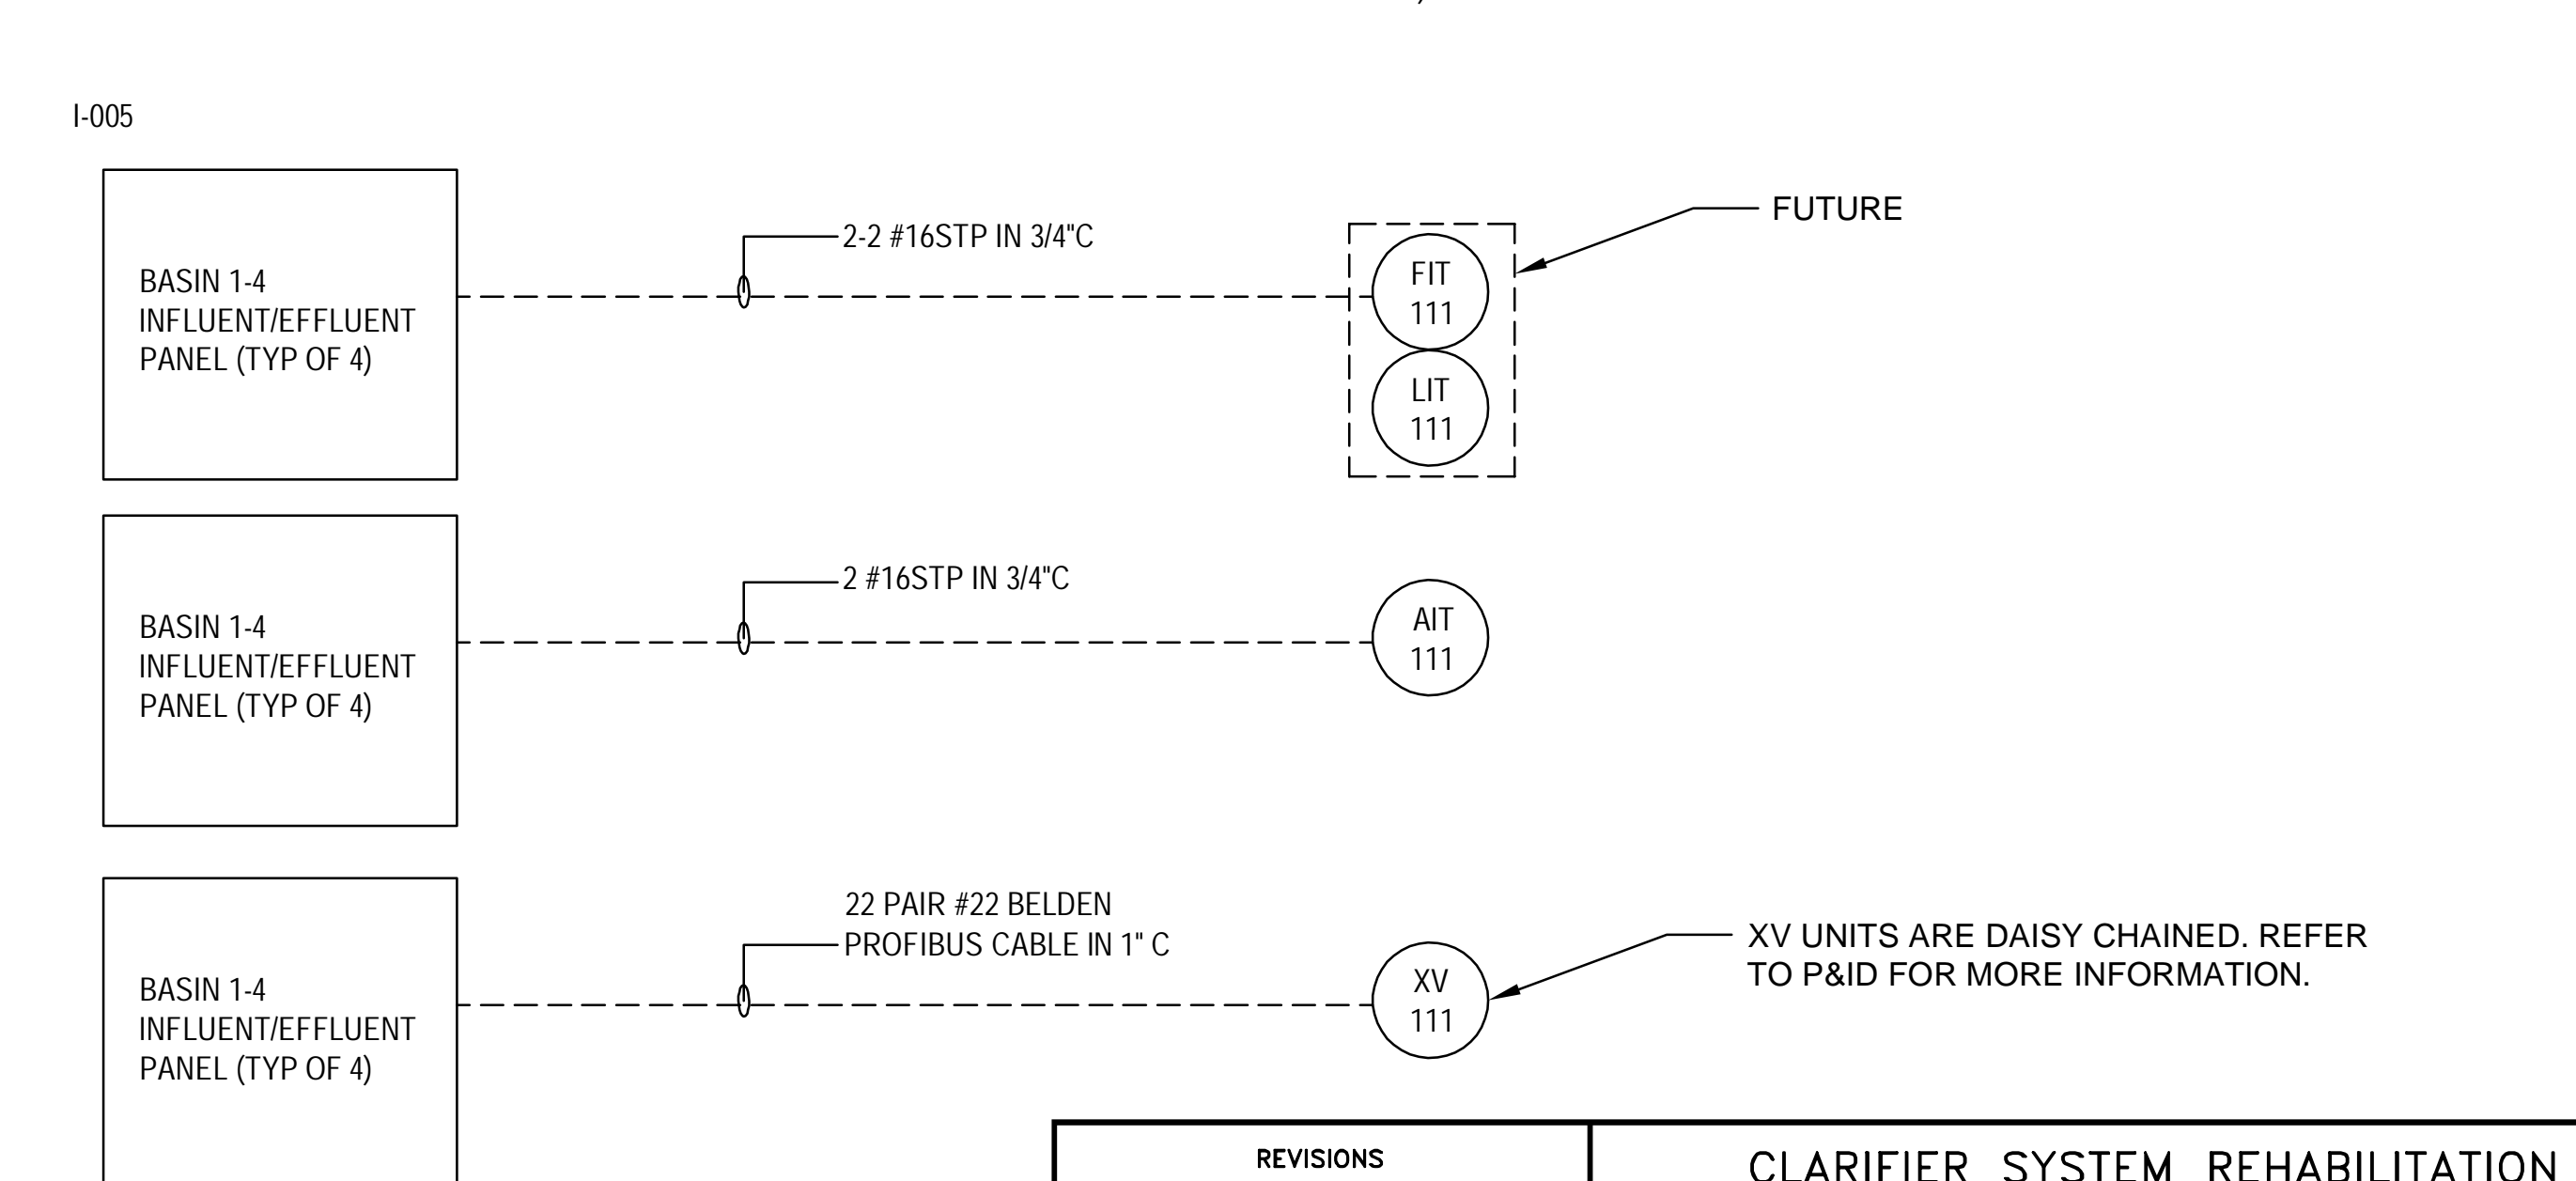 I-005
BASIN 1-4
INFLUENT/EFFLUENT
PANEL (TYP OF 4)
2-2 #16STP IN 3/4"C
FIT
111
LIT
111
FUTURE
BASIN 1-4
INFLUENT/EFFLUENT
PANEL (TYP OF 4)
2 #16STP IN 3/4"C
AIT
111
BASIN 1-4
INFLUENT/EFFLUENT
PANEL (TYP OF 4)
22 PAIR #22 BELDEN
PROFIBUS CABLE IN 1" C
XV
111
XV UNITS ARE DAISY CHAINED. REFER
TO P&ID FOR MORE INFORMATION.
REVISIONS
CLARIFIER SYSTEM REHABILITATION